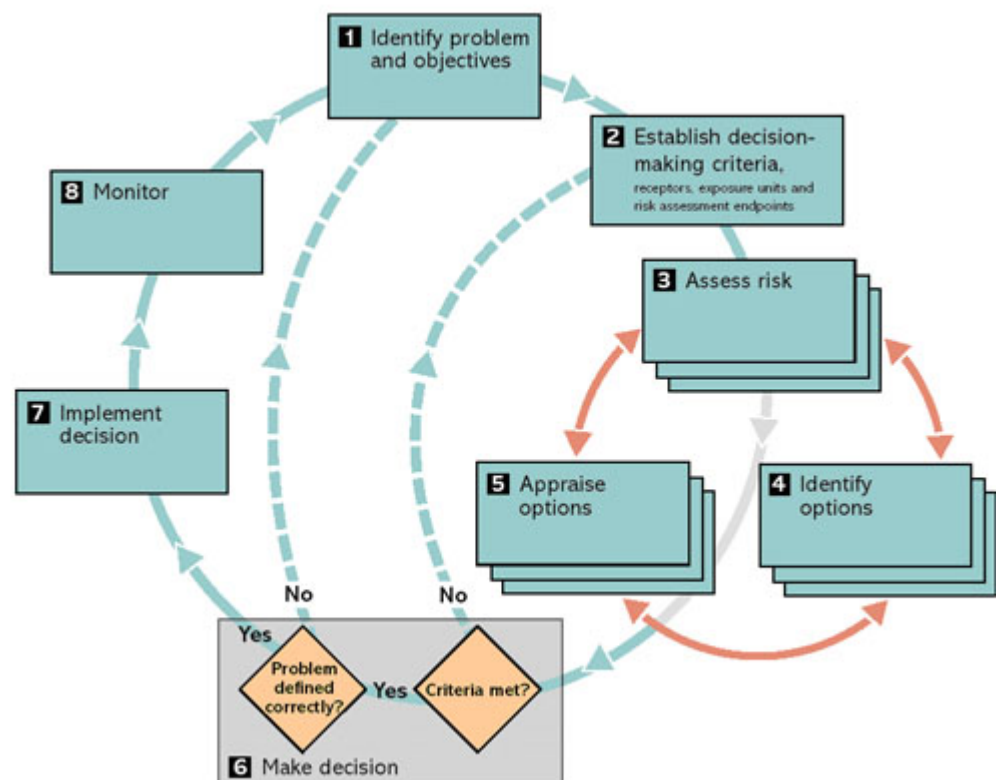 1 Identify problem
and objectives
2 Establish decision-
making criteria,
receptors, exposure units and
risk assessment endpoints
8 Monitor
3 Assess risk
7 Implement
decision
5 Appraise
options
4 Identify
options
No
No
Yes
Problem
defined
correctly?
Yes
Criteria met?
6 Make decision